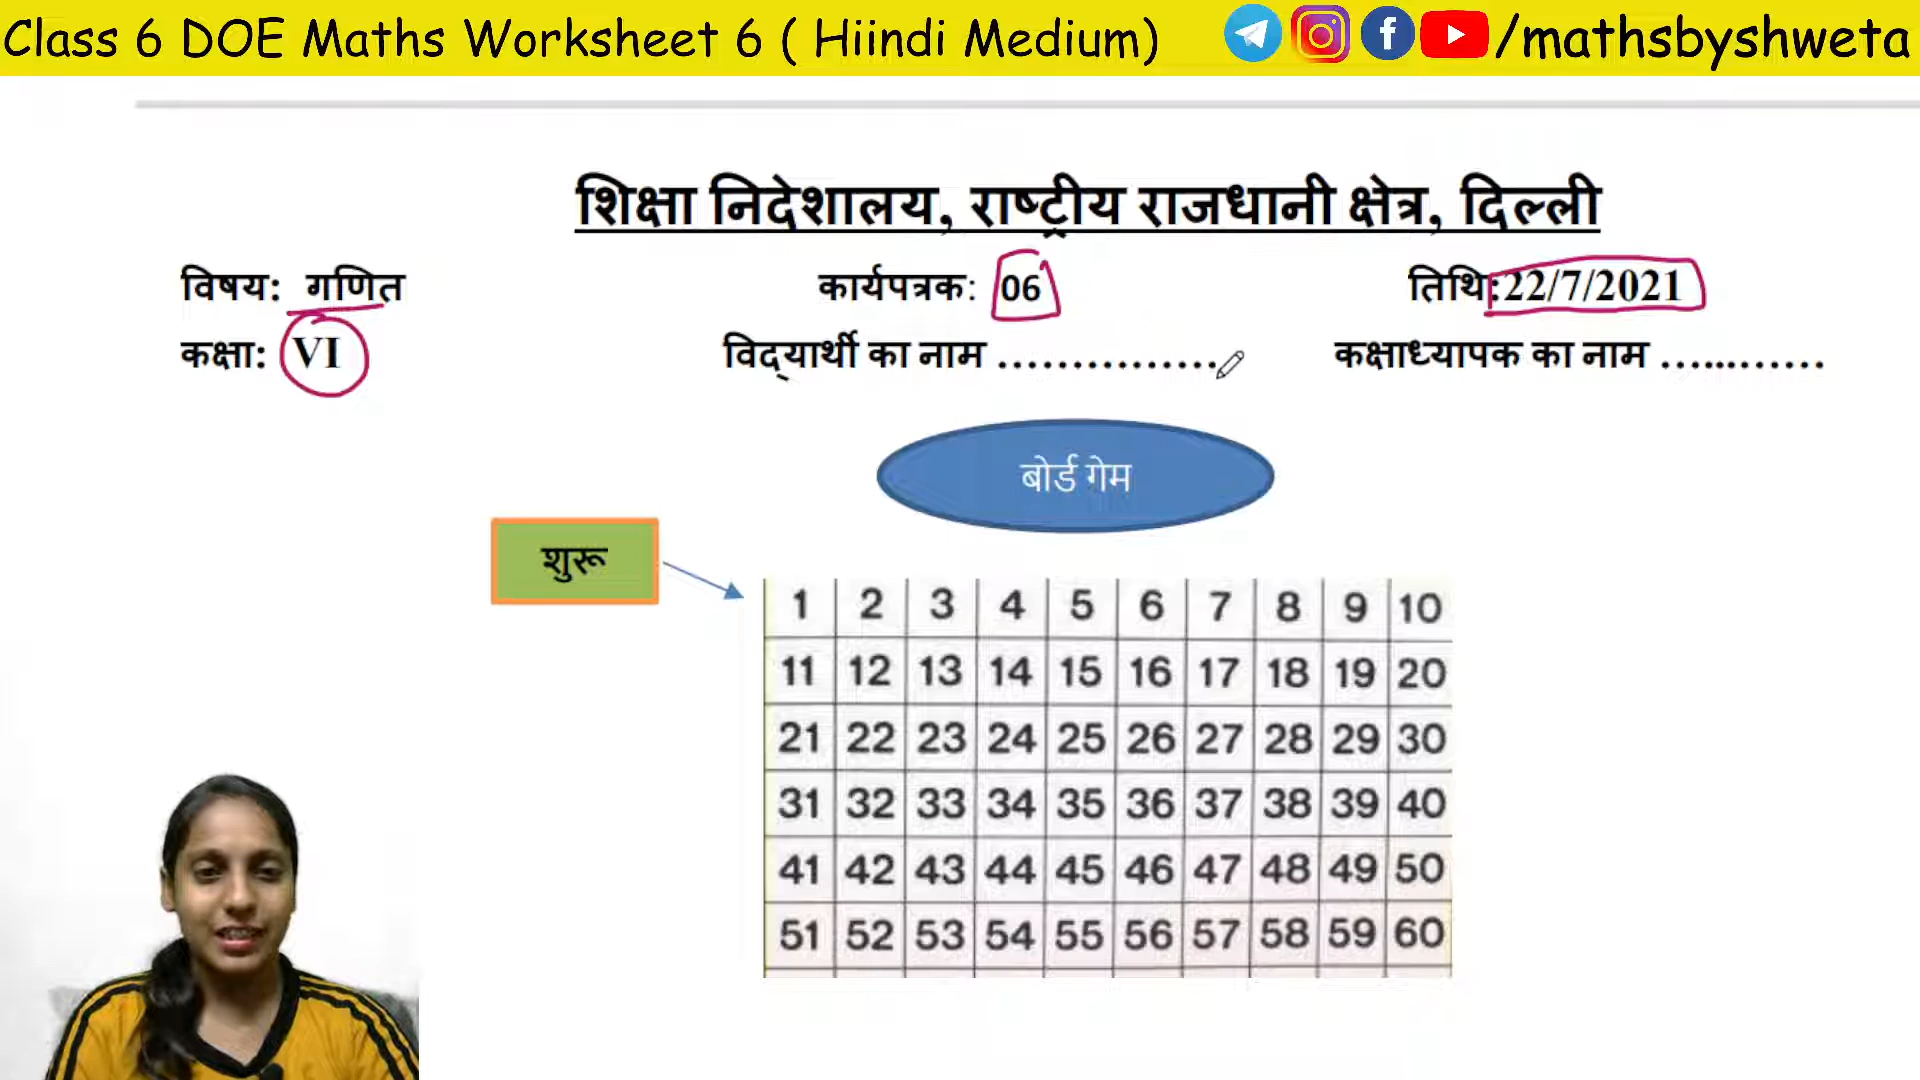 Class 6 DOE Maths Worksheet 6 ( Hiindi Medium) /mathsbyshweta
शिक्षा निदेशालय, राष्ट्रीय राजधानी क्षेत्र, दिल्ली
विषय: गणित कार्यपत्रक: 06 तिथि:22/7/2021
कक्षा: VI विद्यार्थी का नाम ............... कक्षाध्यापक का नाम ............
बोर्ड गेम
शुरू
1 2 3 4 5 6 7 8 9 10
11 12 13 14 15 16 17 18 19 20
21 22 23 24 25 26 27 28 29 30
31 32 33 34 35 36 37 38 39 40
41 42 43 44 45 46 47 48 49 50
51 52 53 54 55 56 57 58 59 60